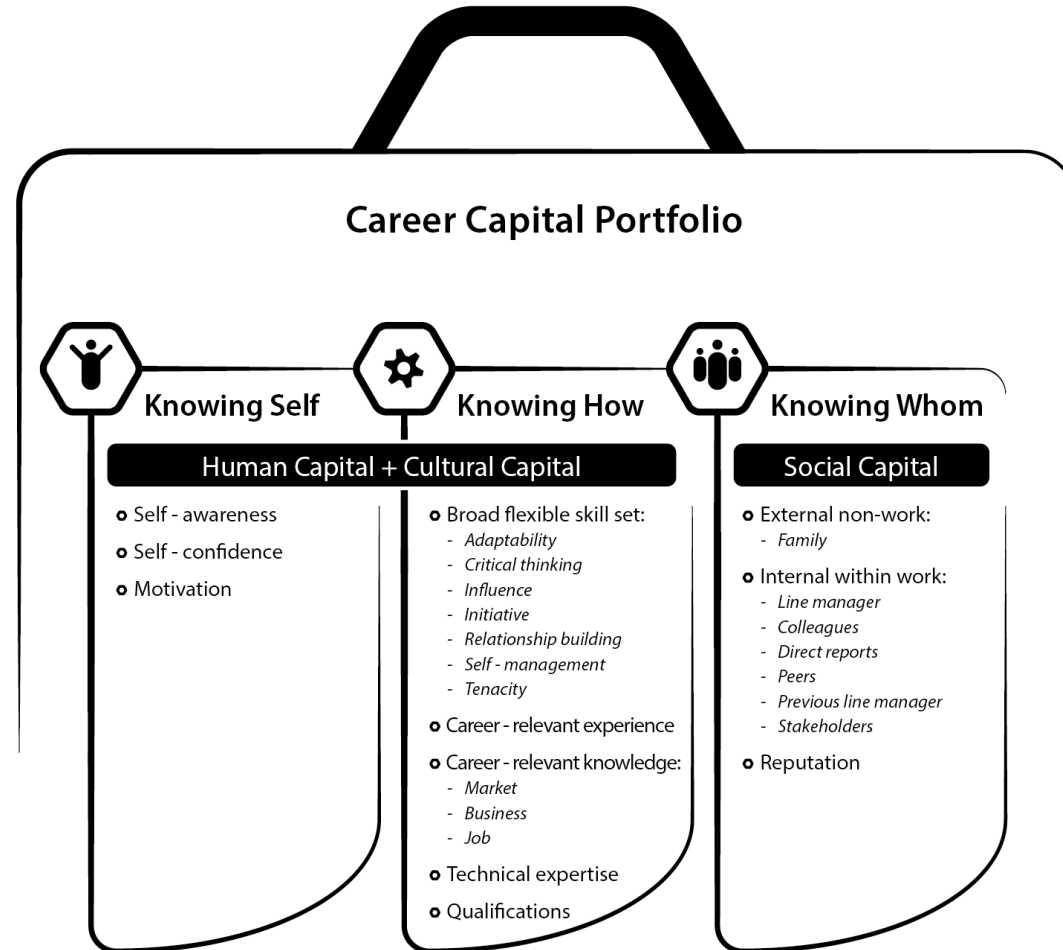 Career Capital Portfolio
Knowing Self
Knowing How
Knowing Whom
Human Capital + Cultural Capital
Social Capital
Self - awareness
Self - confidence
Motivation
Broad flexible skill set:
- Adaptability
- Critical thinking
- Influence
- Initiative
- Relationship building
- Self - management
- Tenacity
Career - relevant experience
Career - relevant knowledge:
- Market
- Business
- Job
Technical expertise
Qualifications
External non-work:
- Family
Internal within work:
- Line manager
- Colleagues
- Direct reports
- Peers
- Previous line manager
- Stakeholders
Reputation